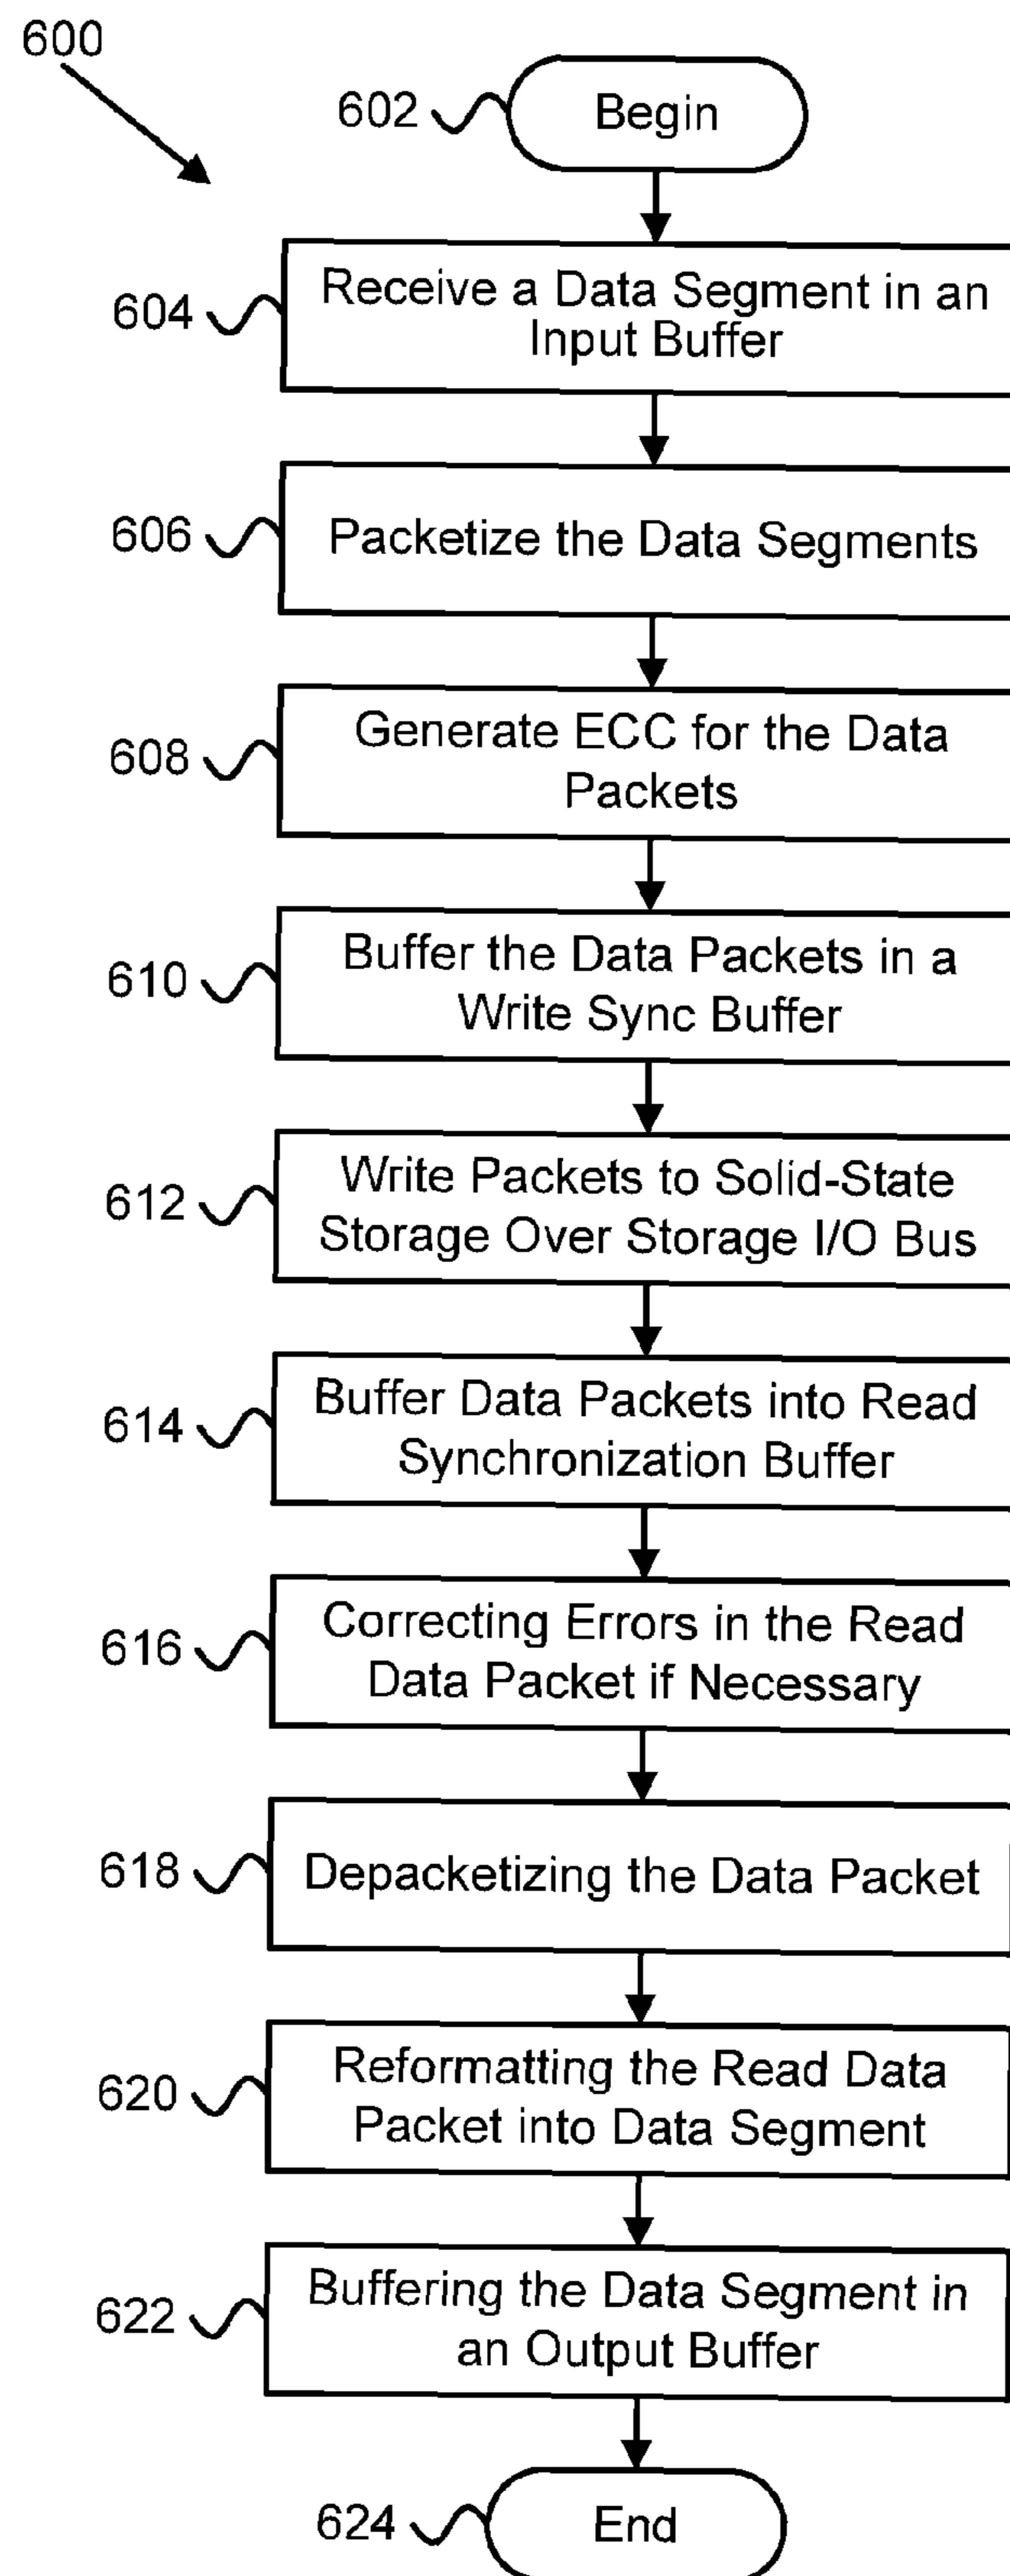 600
602
Begin
604
Receive a Data Segment in an
Input Buffer
606
Packetize the Data Segments
608
Generate ECC for the Data
Packets
610
Buffer the Data Packets in a
Write Sync Buffer
612
Write Packets to Solid-State
Storage Over Storage I/O Bus
614
Buffer Data Packets into Read
Synchronization Buffer
616
Correcting Errors in the Read
Data Packet if Necessary
618
Depacketizing the Data Packet
620
Reformatting the Read Data
Packet into Data Segment
622
Buffering the Data Segment in
an Output Buffer
624
End